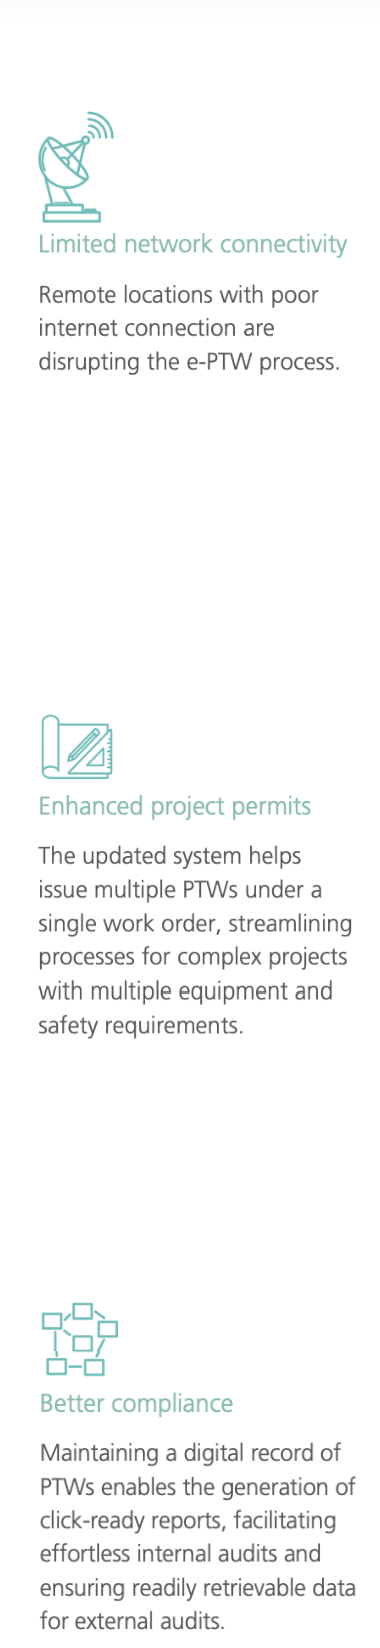 Limited network connectivity
Remote locations with poor
internet connection are
disrupting the e-PTW process.
Enhanced project permits
The updated system helps
issue multiple PTWs under a
single work order, streamlining
processes for complex projects
with multiple equipment and
safety requirements.
Better compliance
Maintaining a digital record of
PTWs enables the generation of
click-ready reports, facilitating
effortless internal audits and
ensuring readily retrievable data
for external audits.